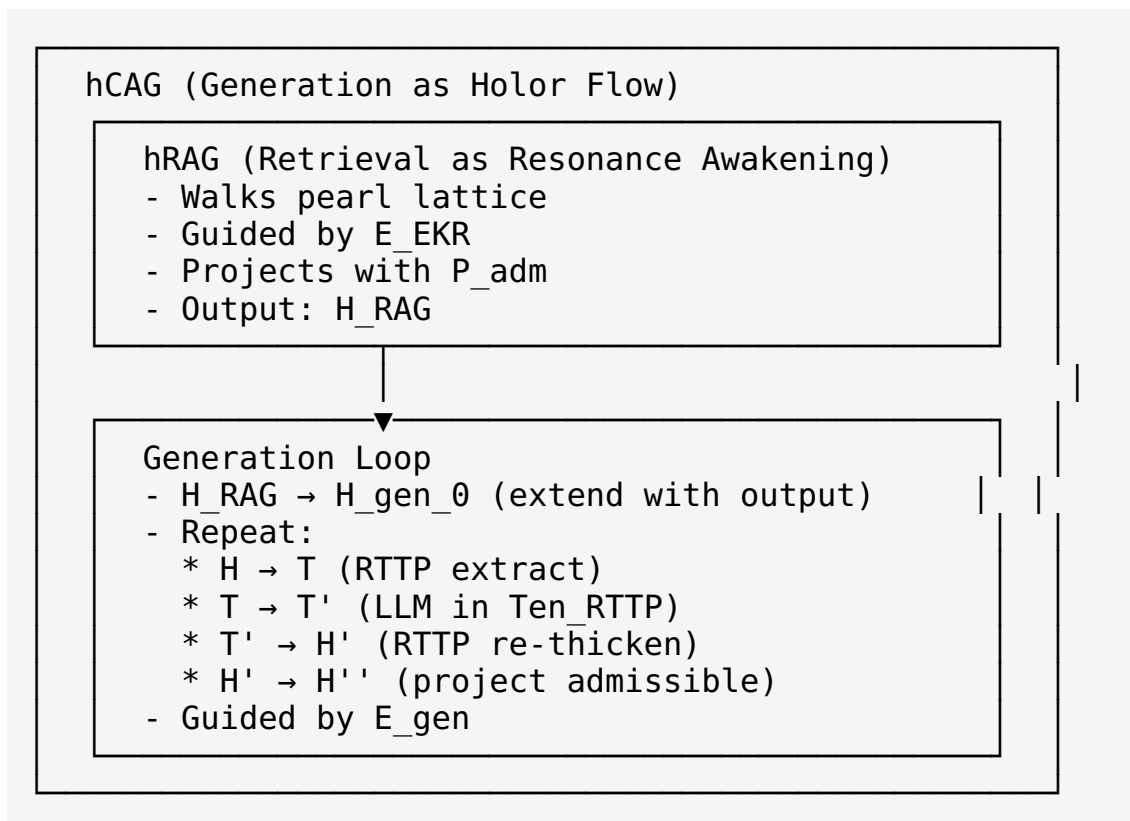 hCAG (Generation as Holor Flow)
hRAG (Retrieval as Resonance Awakening)
- Walks pearl lattice
- Guided by E_EKR
- Projects with P_adm
- Output: H_RAG
Generation Loop
- H_RAG → H_gen_0 (extend with output)
- Repeat:
* H → T (RTTP extract)
* T → T' (LLM in Ten_RTTP)
* T' → H' (RTTP re-thicken)
* H' → H'' (project admissible)
- Guided by E_gen